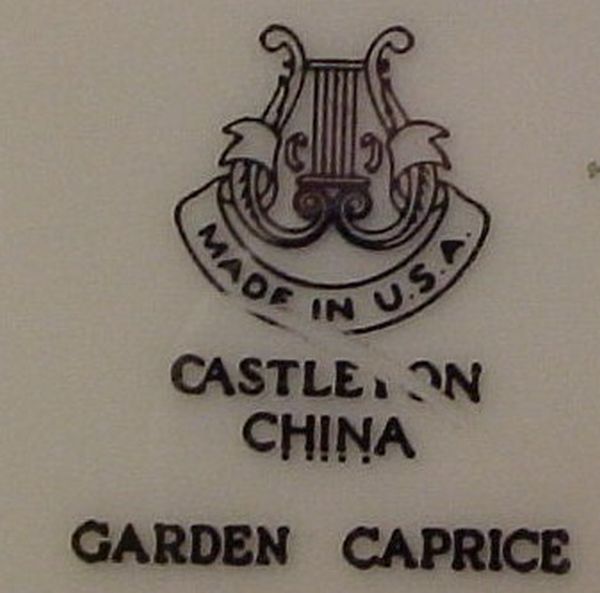 MADE IN U.S.A.
CASTLETON
CHINA
GARDEN CAPRICE